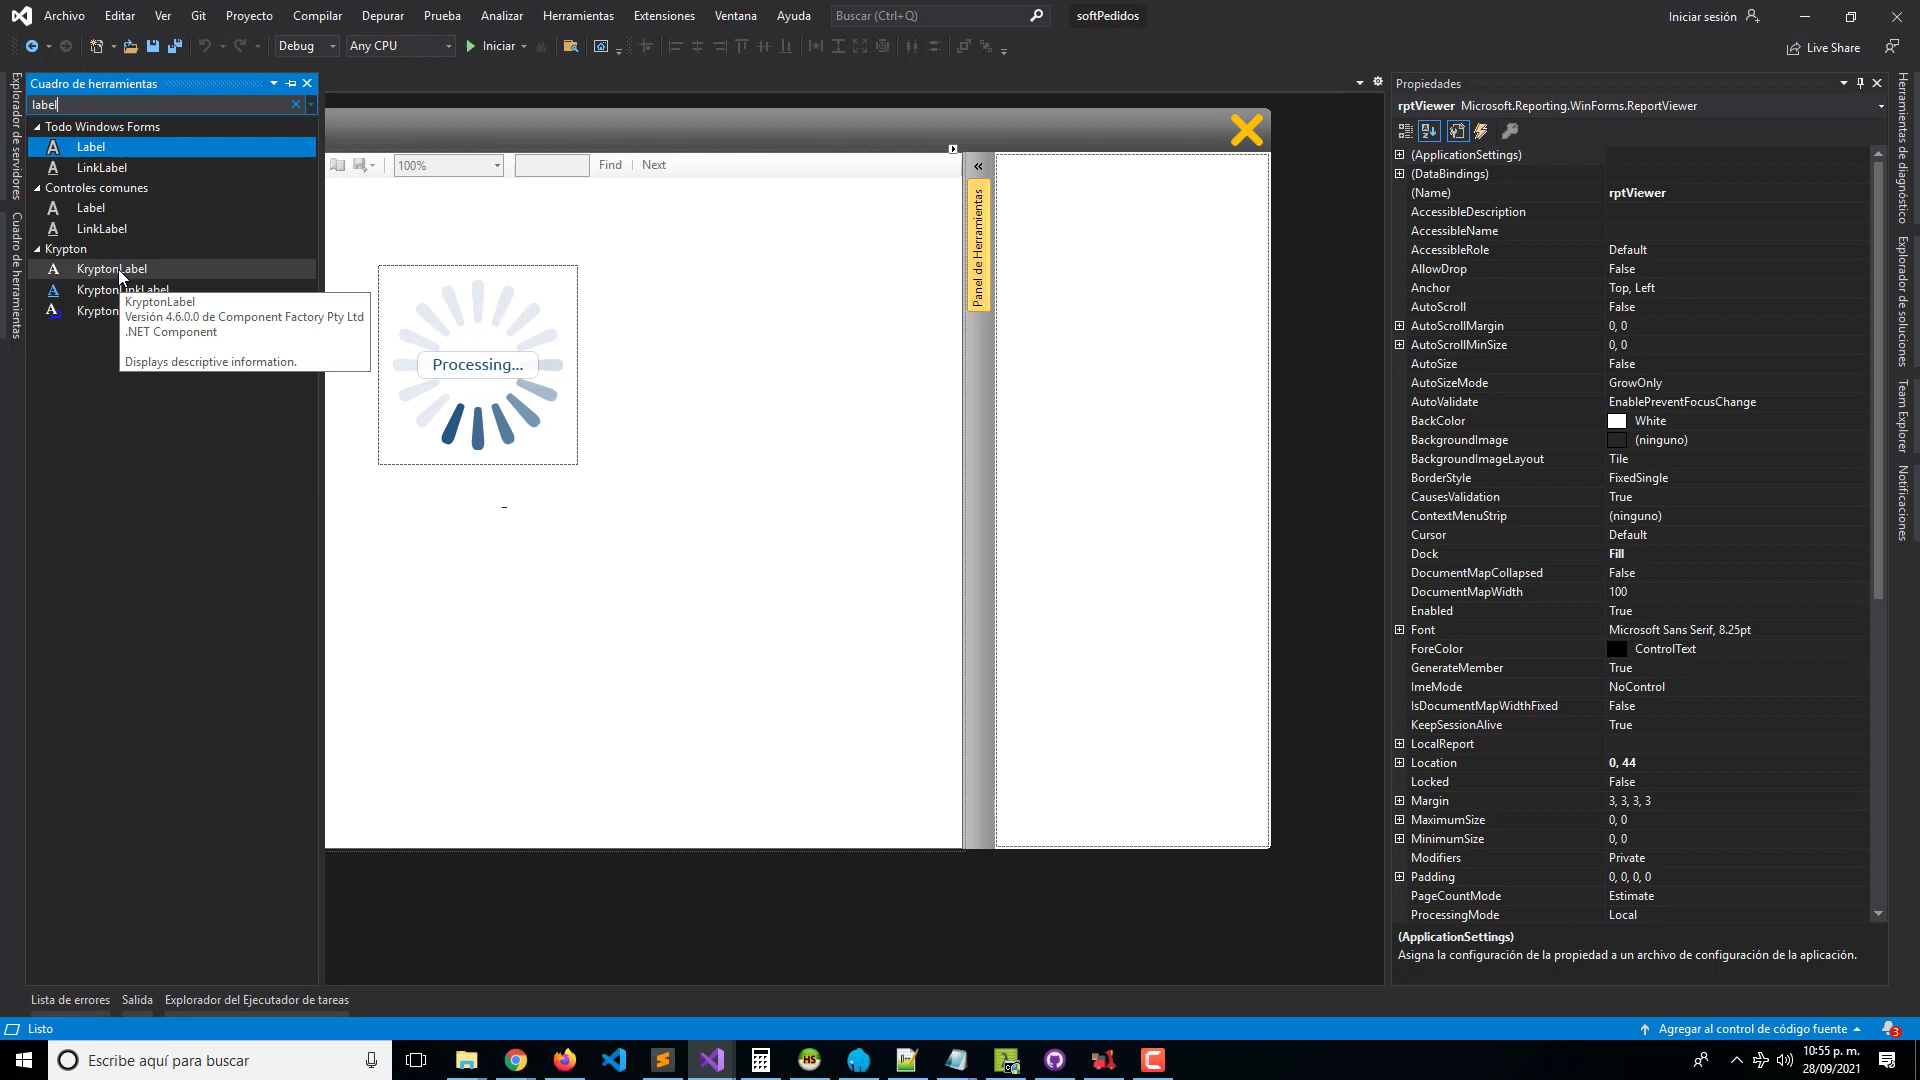 Archivo Editar Ver Git Proyecto Compilar Depurar Prueba Analizar Herramientas Extensiones Ventana Ayuda Buscar (Ctrl+Q) softPedidos Iniciar sesión
Debug Any CPU Iniciar Live Share
Explorador de servidores
Cuadro de herramientas
Cuadro de herramientas
label
Todo Windows Forms
Label
LinkLabel
Controles comunes
Label
LinkLabel
Krypton
KryptonLabel
KryptonLinkLabel
Krypton
KryptonLabel
Versión 4.6.0.0 de Component Factory Pty Ltd
.NET Component
Displays descriptive information.
100% Find Next
Processing...
-
Panel de Herramientas
Propiedades
rptViewer Microsoft.Reporting.WinForms.ReportViewer
(ApplicationSettings)
(DataBindings)
(Name) rptViewer
AccessibleDescription
AccessibleName
AccessibleRole Default
AllowDrop False
Anchor Top, Left
AutoScroll False
AutoScrollMargin 0, 0
AutoScrollMinSize 0, 0
AutoSize False
AutoSizeMode GrowOnly
AutoValidate EnablePreventFocusChange
BackColor White
BackgroundImage (ninguno)
BackgroundImageLayout Tile
BorderStyle FixedSingle
CausesValidation True
ContextMenuStrip (ninguno)
Cursor Default
Dock Fill
DocumentMapCollapsed False
DocumentMapWidth 100
Enabled True
Font Microsoft Sans Serif, 8.25pt
ForeColor ControlText
GenerateMember True
ImeMode NoControl
IsDocumentMapWidthFixed False
KeepSessionAlive True
LocalReport
Location 0, 44
Locked False
Margin 3, 3, 3, 3
MaximumSize 0, 0
MinimumSize 0, 0
Modifiers Private
Padding 0, 0, 0, 0
PageCountMode Estimate
ProcessingMode Local
(ApplicationSettings)
Asigna la configuración de la propiedad a un archivo de configuración de la aplicación.
Herramientas de diagnóstico
Explorador de soluciones
Team Explorer
Notificaciones
Lista de errores Salida Explorador del Ejecutador de tareas
Listo Agregar al control de código fuente 3
Escribe aquí para buscar HS 10:55 p. m.
28/09/2021